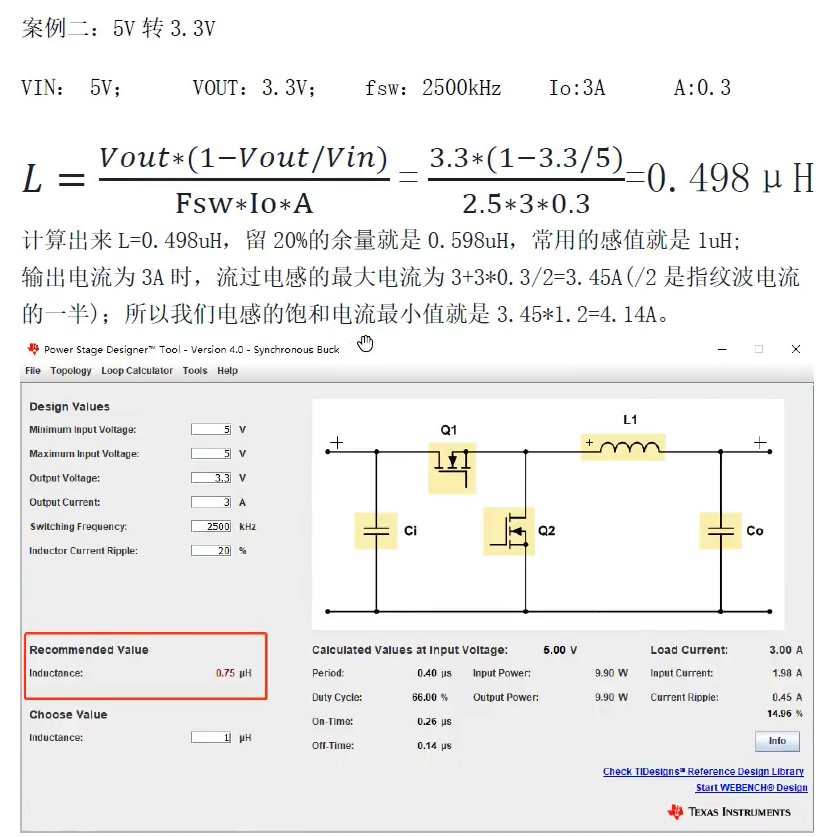 案例二：5V 转 3.3V
VIN： 5V； VOUT：3.3V； fsw：2500kHz Io:3A A:0.3
L = Vout*(1−Vout/Vin) / Fsw*Io*A = 3.3*(1−3.3/5) / 2.5*3*0.3 =0.498μH
计算出来 L=0.498uH，留 20%的余量就是 0.598uH，常用的感值就是 1uH;
输出电流为 3A 时，流过电感的最大电流为 3+3*0.3/2=3.45A(/2 是指纹波电流
的一半)；所以我们电感的饱和电流最小值就是 3.45*1.2=4.14A。
Power Stage Designer™ Tool - Version 4.0 - Synchronous Buck
File Topology Loop Calculator Tools Help
Design Values
Minimum Input Voltage: 5 V
Maximum Input Voltage: 5 V
Output Voltage: 3.3 V
Output Current: 3 A
Switching Frequency: 2500 kHz
Inductor Current Ripple: 20 %
Q1
L1
+ + +
Ci
Q2
Co
Recommended Value
Inductance: 0.75 μH
Choose Value
Inductance: 1 μH
Calculated Values at Input Voltage: 5.00 V Load Current: 3.00 A
Period: 0.40 μs Input Power: 9.90 W Input Current: 1.98 A
Duty Cycle: 66.00 % Output Power: 9.90 W Current Ripple: 0.45 A
14.96 %
On-Time: 0.26 μs
Off-Time: 0.14 μs
Info
Check TIDesigns℠ Reference Design Library
Start WEBENCH® Design
TEXAS INSTRUMENTS